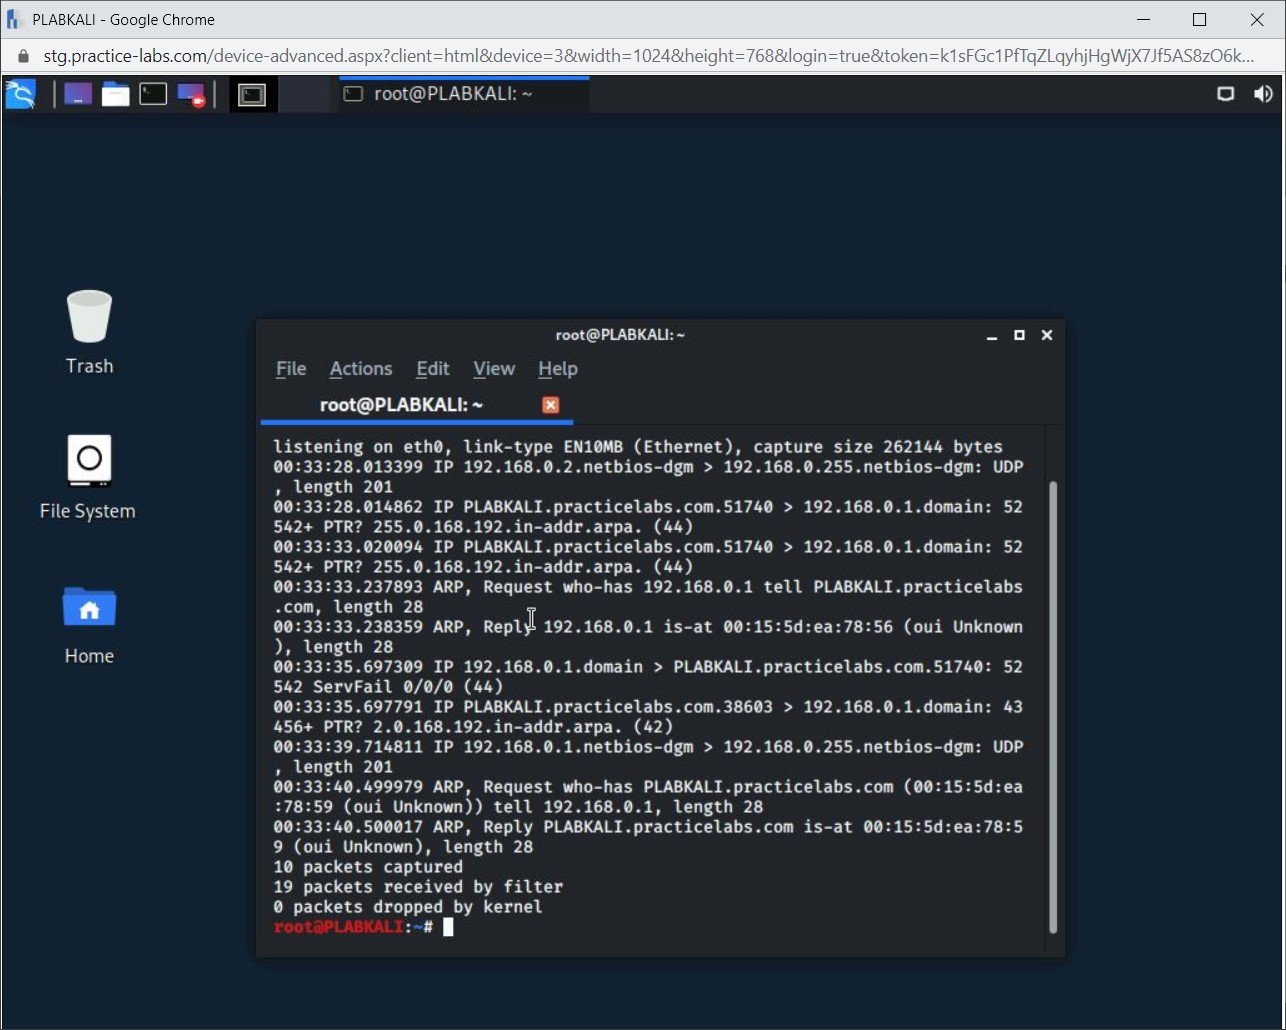 PLABKALI - Google Chrome
stg.practice-labs.com/device-advanced.aspx?client=html&device=3&width=1024&height=768&login=true&token=k1sFGc1PfTqZLqyhjHgWjX7Jf5AS8zO6k...
root@PLABKALI: ~
Trash
File System
Home
root@PLABKALI: ~
File Actions Edit View Help
root@PLABKALI: ~
listening on eth0, link-type EN10MB (Ethernet), capture size 262144 bytes
00:33:28.013399 IP 192.168.0.2.netbios-dgm > 192.168.0.255.netbios-dgm: UDP
, length 201
00:33:28.014862 IP PLABKALI.practicelabs.com.51740 > 192.168.0.1.domain: 52
542+ PTR? 255.0.168.192.in-addr.arpa. (44)
00:33:33.020094 IP PLABKALI.practicelabs.com.51740 > 192.168.0.1.domain: 52
542+ PTR? 255.0.168.192.in-addr.arpa. (44)
00:33:33.237893 ARP, Request who-has 192.168.0.1 tell PLABKALI.practicelabs
.com, length 28
00:33:33.238359 ARP, Reply 192.168.0.1 is-at 00:15:5d:ea:78:56 (oui Unknown
), length 28
00:33:35.697309 IP 192.168.0.1.domain > PLABKALI.practicelabs.com.51740: 52
542 ServFail 0/0/0 (44)
00:33:35.697791 IP PLABKALI.practicelabs.com.38603 > 192.168.0.1.domain: 43
456+ PTR? 2.0.168.192.in-addr.arpa. (42)
00:33:39.714811 IP 192.168.0.1.netbios-dgm > 192.168.0.255.netbios-dgm: UDP
, length 201
00:33:40.499979 ARP, Request who-has PLABKALI.practicelabs.com (00:15:5d:ea
:78:59 (oui Unknown)) tell 192.168.0.1, length 28
00:33:40.500017 ARP, Reply PLABKALI.practicelabs.com is-at 00:15:5d:ea:78:5
9 (oui Unknown), length 28
10 packets captured
19 packets received by filter
0 packets dropped by kernel
root@PLABKALI:~#